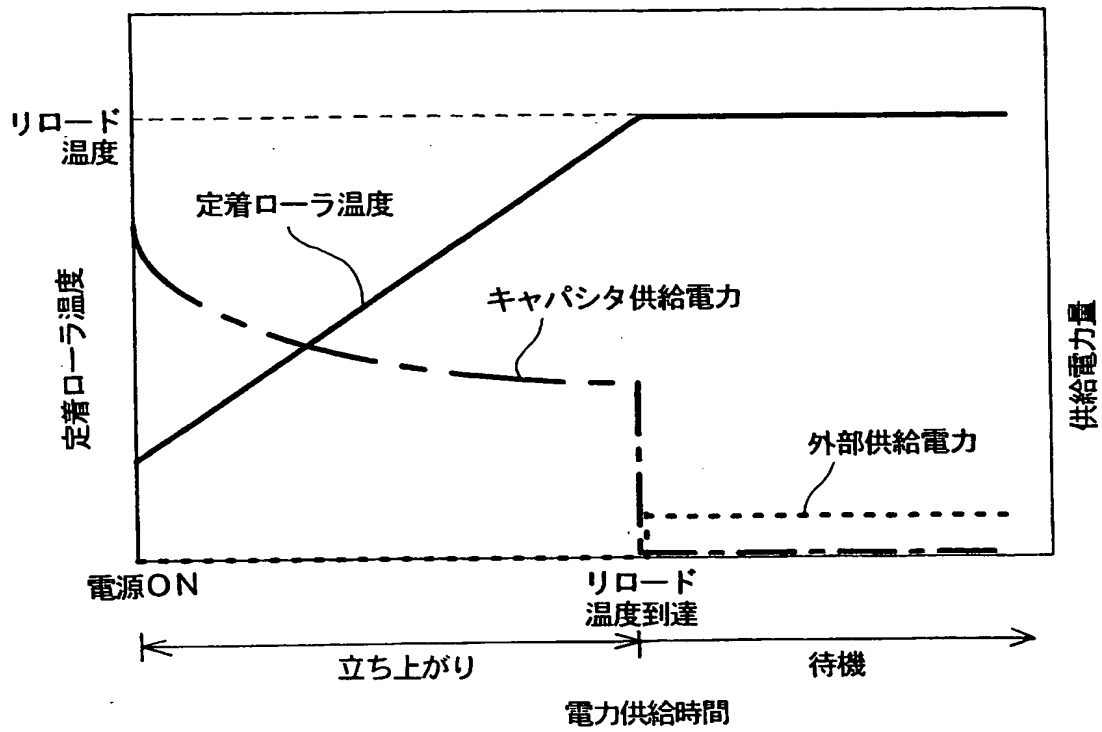 リロード
温度
定着ローラ温度
キャパシタ供給電力
定着ローラ温度
供給電力量
外部供給電力
電源ON
リロード
温度到達
立ち上がり
待機
電力供給時間